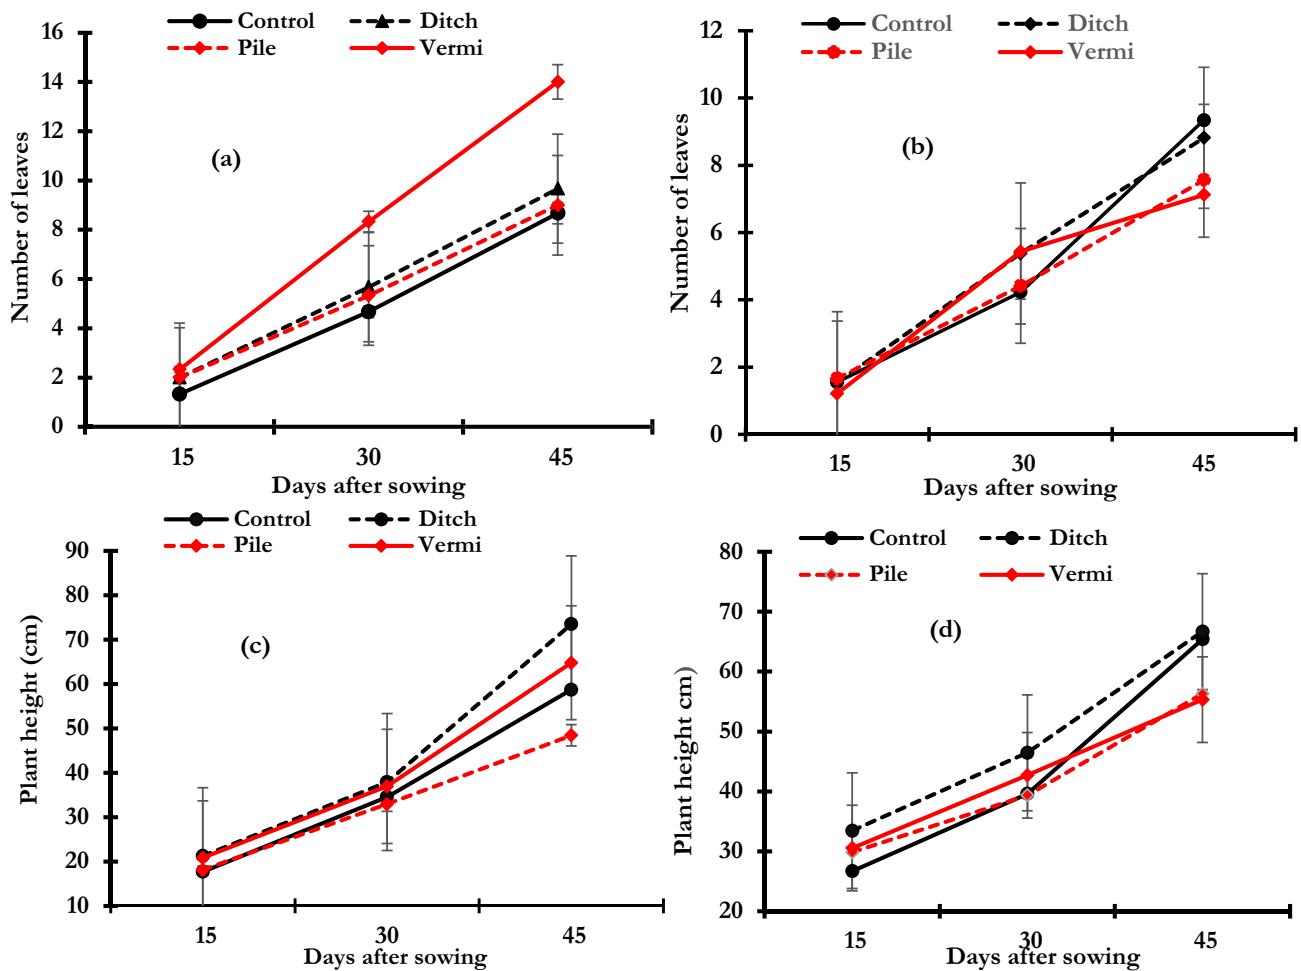 Control Ditch
Pile Vermi
16
14
12
10
8
6
4
2
0
Number of leaves
(a)
15 30 45
Days after sowing
Control Ditch
Pile Vermi
12
10
8
6
4
2
0
Number of leaves
(b)
15 30 45
Days after sowing
Control Ditch
Pile Vermi
90
80
70
60
50
40
30
20
10
Plant height (cm)
(c)
15 30 45
Days after sowing
Control Ditch
Pile Vermi
80
70
60
50
40
30
20
Plant height cm)
(d)
15 30 45
Days after sowing